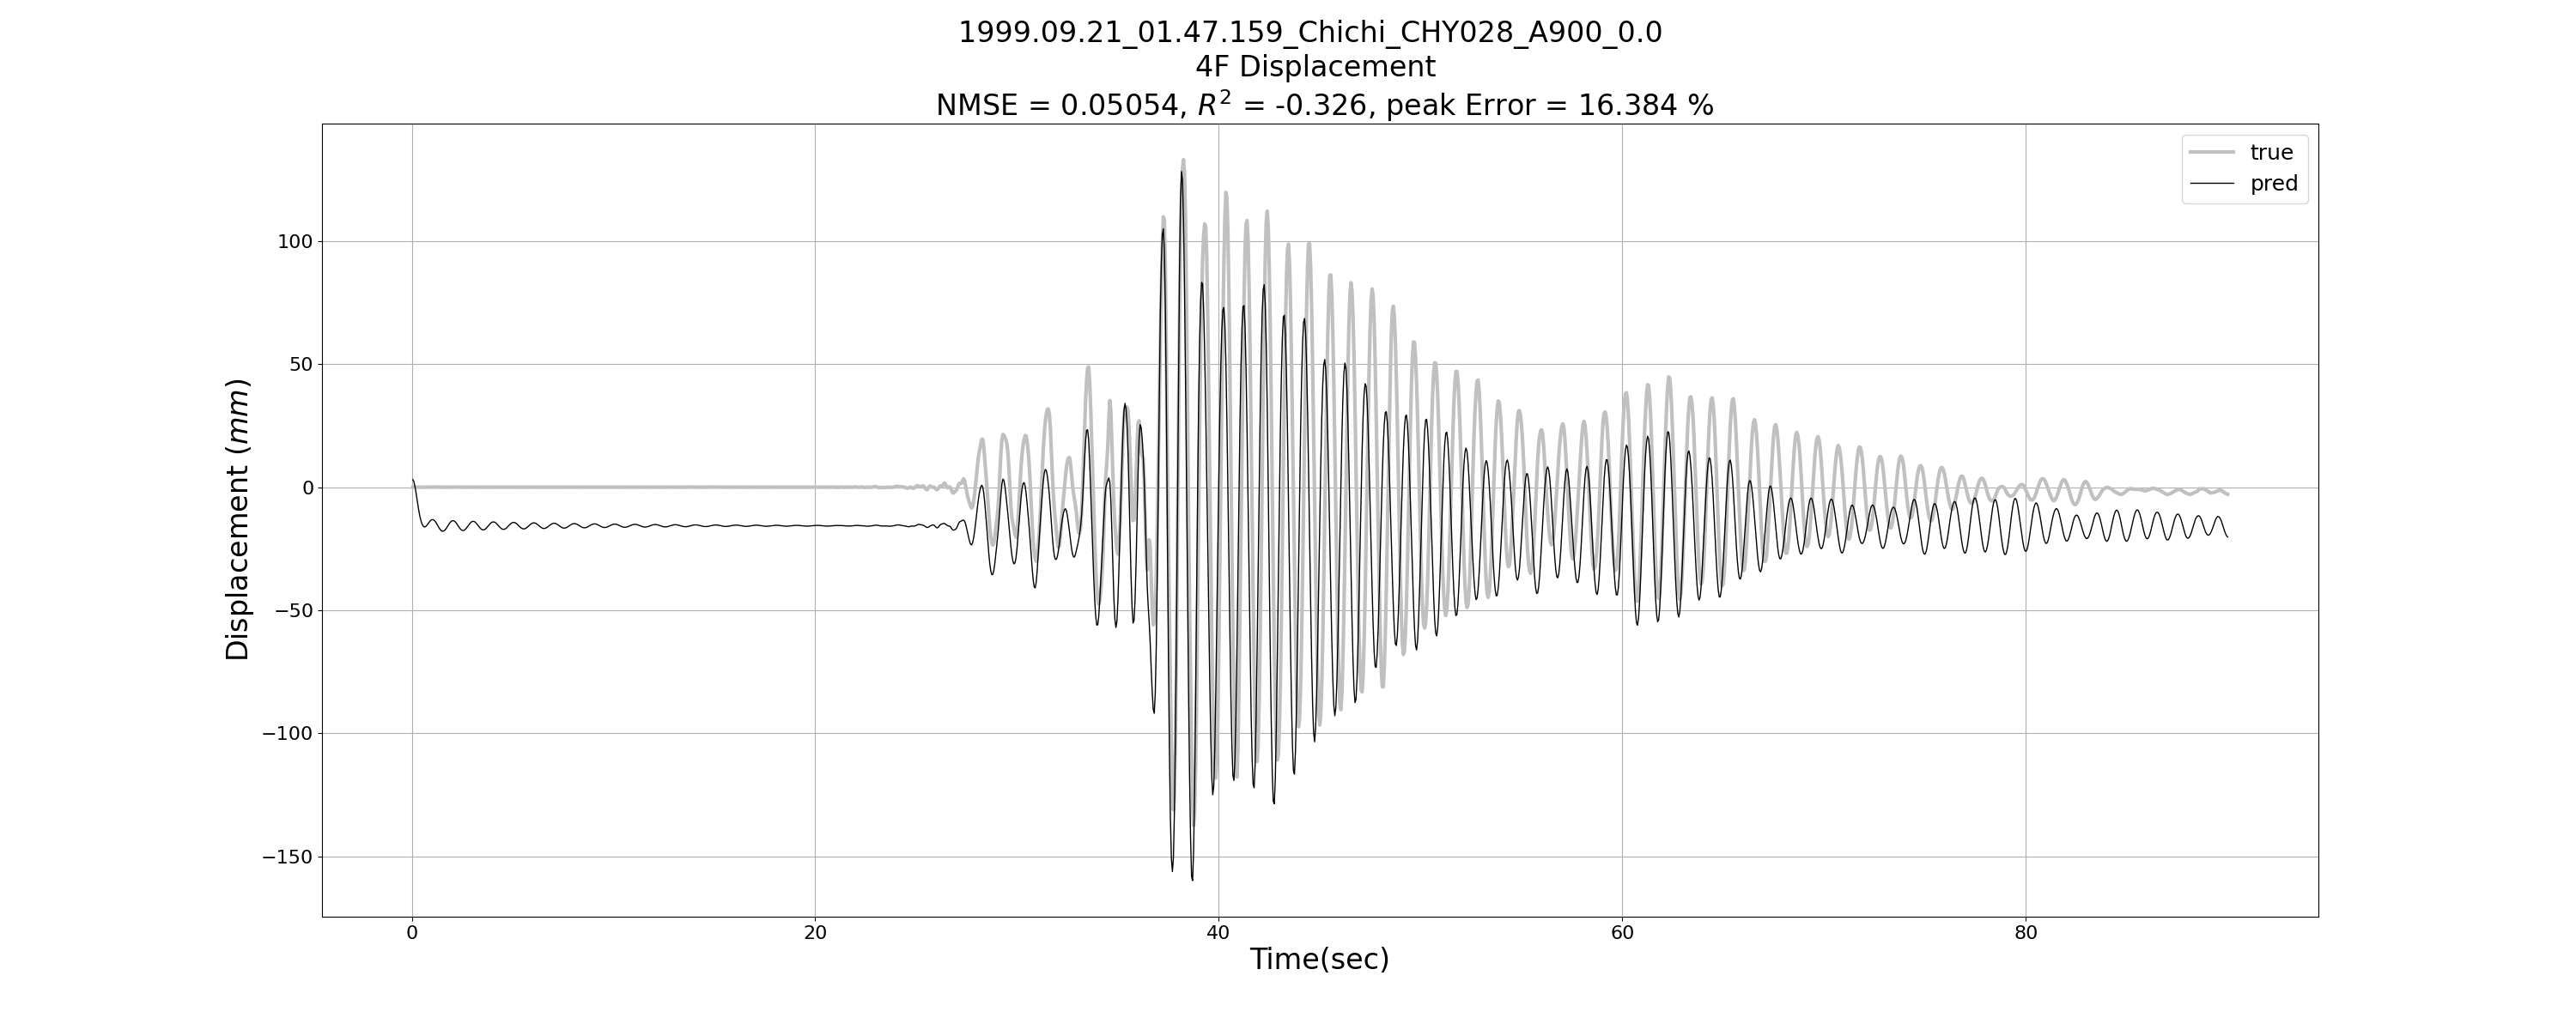 1999.09.21_01.47.159_Chichi_CHY028_A900_0.0
4F Displacement
NMSE = 0.05054, R² = -0.326, peak Error = 16.384 %
true
pred
100
50
0
−50
−100
−150
Displacement (mm)
0 20 40 60 80
Time(sec)